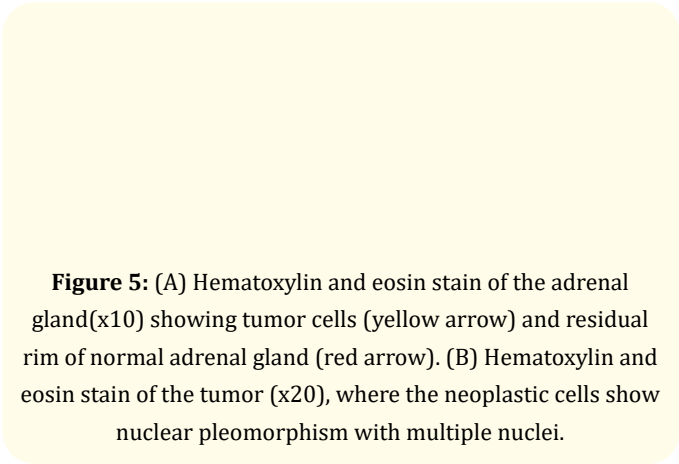 Figure 5: (A) Hematoxylin and eosin stain of the adrenal
gland(x10) showing tumor cells (yellow arrow) and residual
rim of normal adrenal gland (red arrow). (B) Hematoxylin and
eosin stain of the tumor (x20), where the neoplastic cells show
nuclear pleomorphism with multiple nuclei.